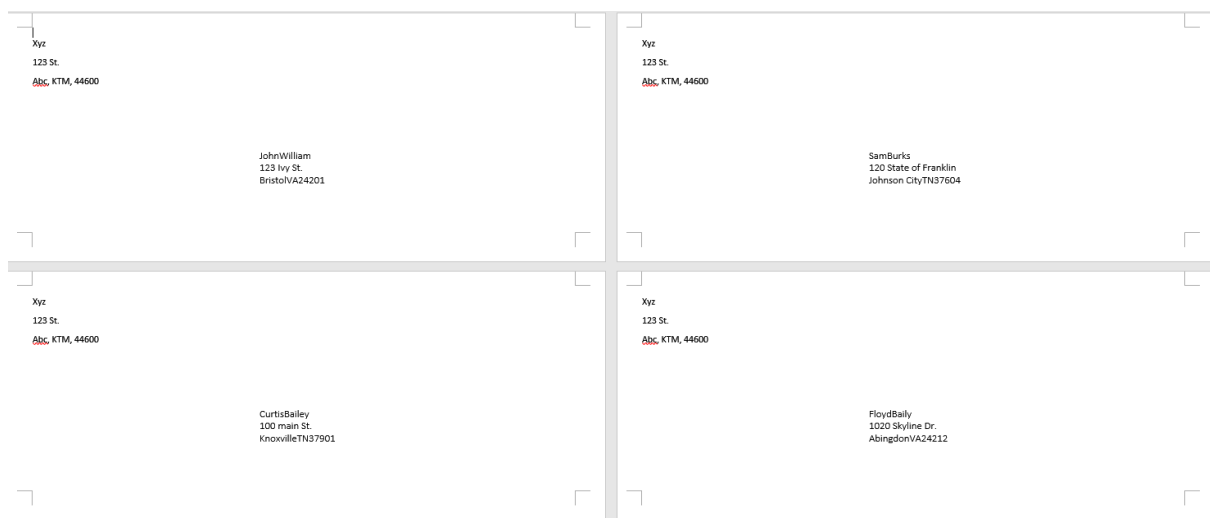 Xyz
123 St.
Abc, KTM, 44600
JohnWilliam
123 Ivy St.
BristolVA24201
Xyz
123 St.
Abc, KTM, 44600
SamBurks
120 State of Franklin
Johnson CityTN37604
Xyz
123 St.
Abc, KTM, 44600
CurtisBailey
100 main St.
KnoxvilleTN37901
Xyz
123 St.
Abc, KTM, 44600
FloydBaily
1020 Skyline Dr.
AbingdonVA24212